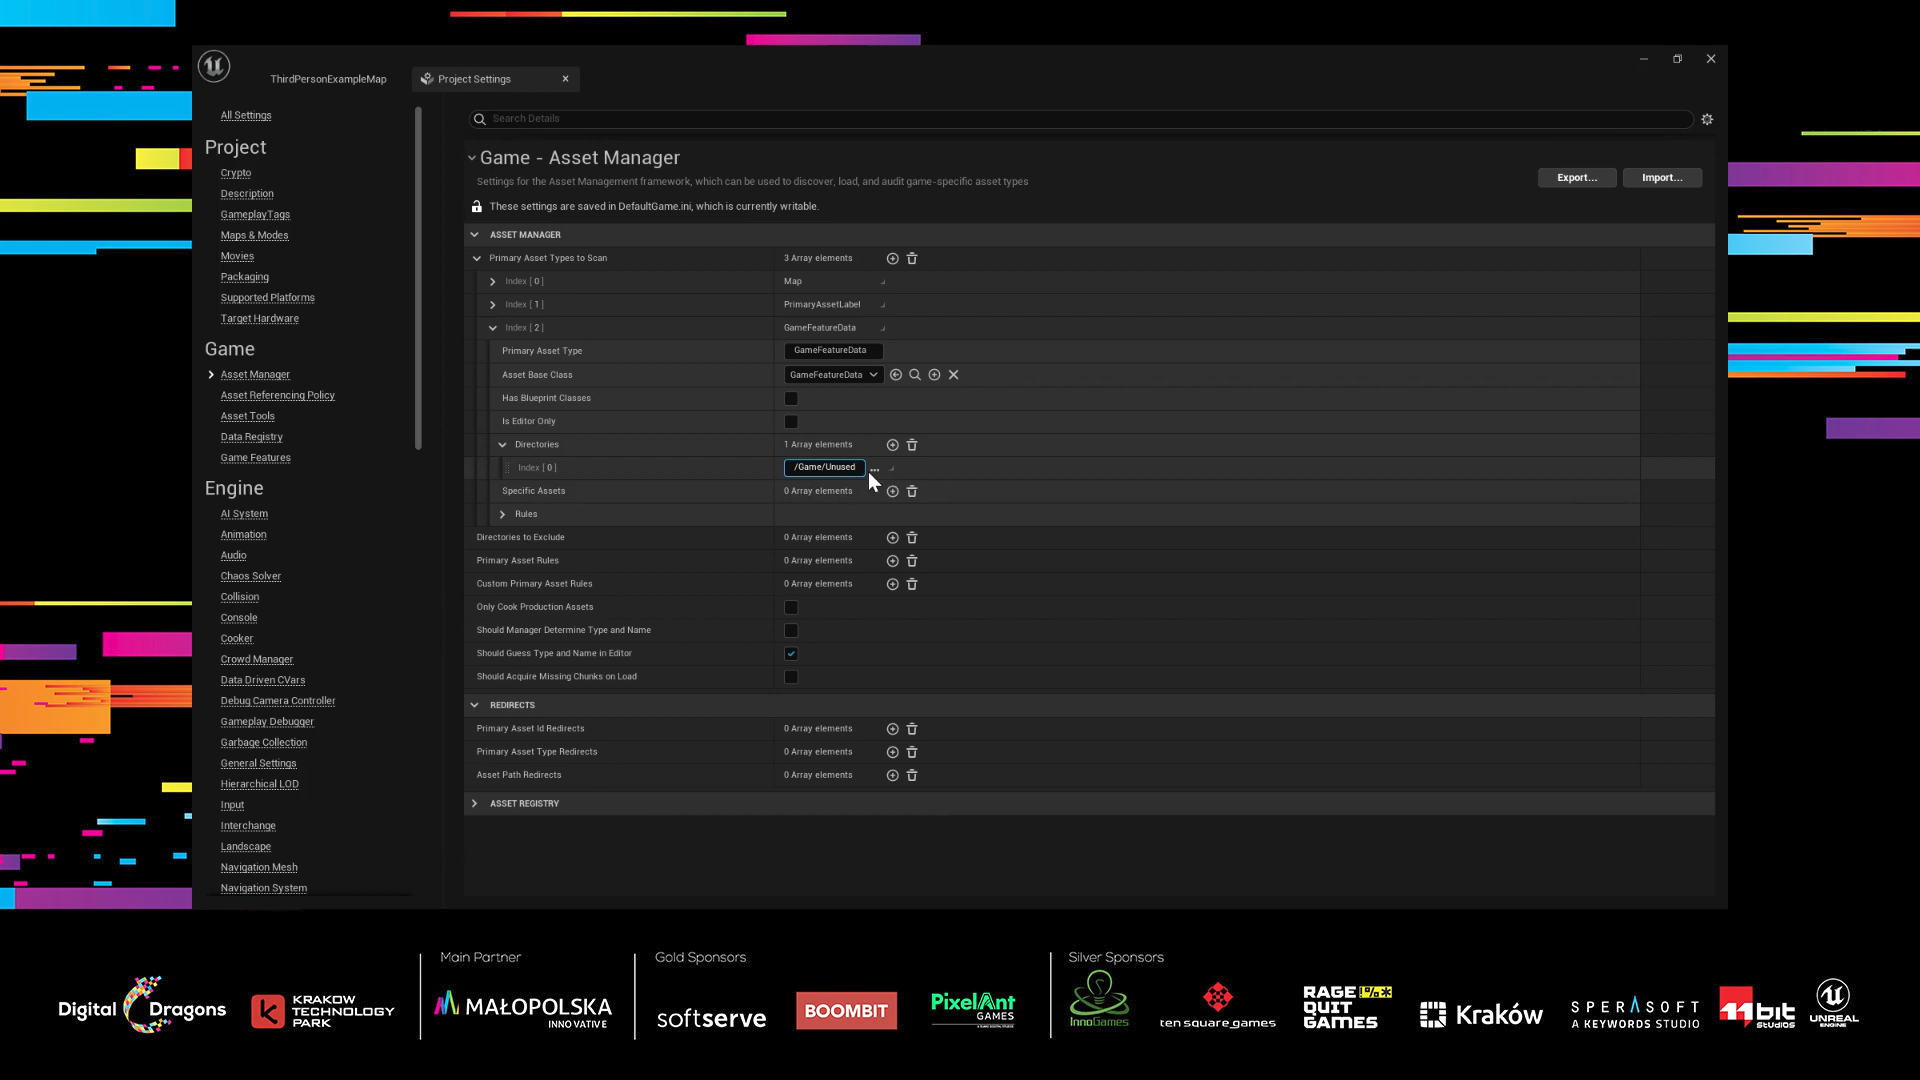 ThirdPersonExampleMap
Project Settings
All Settings
Project
Crypto
Description
GameplayTags
Maps & Modes
Movies
Packaging
Supported Platforms
Target Hardware
Game
Asset Manager
Asset Referencing Policy
Asset Tools
Data Registry
Game Features
Engine
AI System
Animation
Audio
Chaos Solver
Collision
Console
Cooker
Crowd Manager
Data Driven CVars
Debug Camera Controller
Gameplay Debugger
Garbage Collection
General Settings
Hierarchical LOD
Input
Interchange
Landscape
Navigation Mesh
Navigation System
Search Details
Game - Asset Manager
Settings for the Asset Management framework, which can be used to discover, load, and audit game-specific asset types
Export...
Import...
These settings are saved in DefaultGame.ini, which is currently writable.
ASSET MANAGER
Primary Asset Types to Scan 3 Array elements
Index [ 0 ] Map
Index [ 1 ] PrimaryAssetLabel
Index [ 2 ] GameFeatureData
Primary Asset Type GameFeatureData
Asset Base Class GameFeatureData
Has Blueprint Classes
Is Editor Only
Directories 1 Array elements
Index [ 0 ] /Game/Unused ...
Specific Assets 0 Array elements
Rules
Directories to Exclude 0 Array elements
Primary Asset Rules 0 Array elements
Custom Primary Asset Rules 0 Array elements
Only Cook Production Assets
Should Manager Determine Type and Name
Should Guess Type and Name in Editor
Should Acquire Missing Chunks on Load
REDIRECTS
Primary Asset Id Redirects 0 Array elements
Primary Asset Type Redirects 0 Array elements
Asset Path Redirects 0 Array elements
ASSET REGISTRY
Digital Dragons
KRAKOW
TECHNOLOGY
PARK
Main Partner
MAŁOPOLSKA
INNOVATIVE
Gold Sponsors
softserve
BOOMBIT
PixelAnt
GAMES
Silver Sponsors
InnoGames
ten square games
RAGE !%*
QUIT
GAMES
Kraków
SPERASOFT
A KEYWORDS STUDIO
11bit
studios
UNREAL
ENGINE